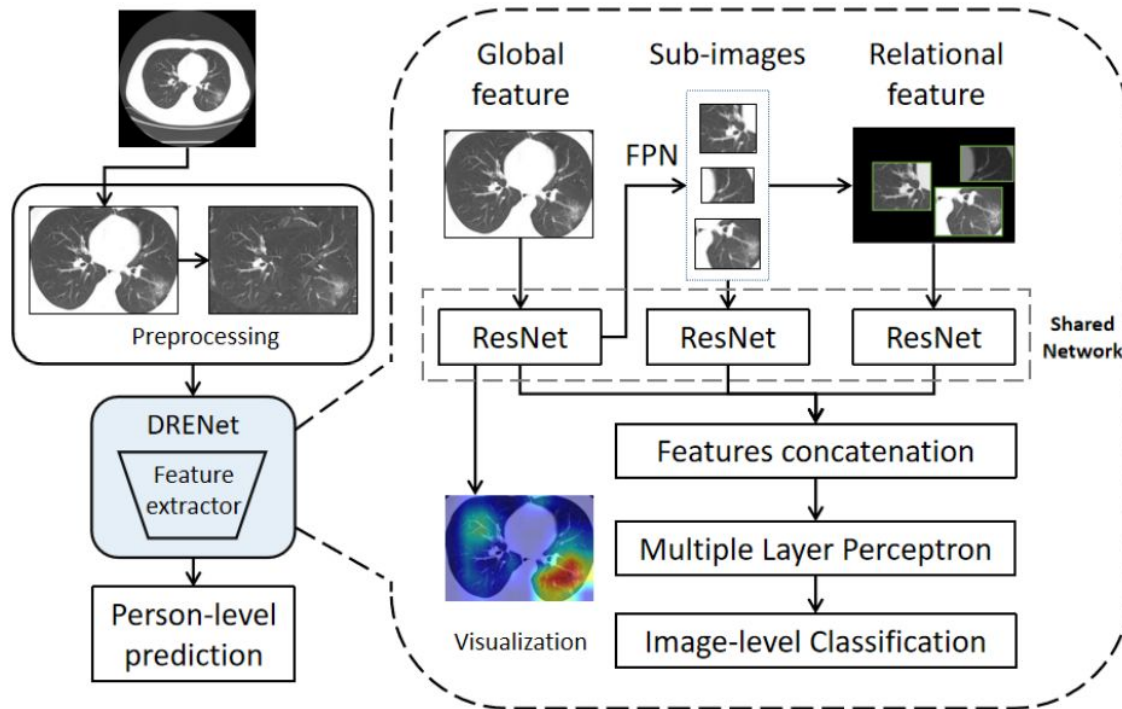 Preprocessing
DRENet
Feature
extractor
Person-level
prediction
Global
feature
Sub-images
Relational
feature
FPN
ResNet
ResNet
ResNet
Shared
Network
Features concatenation
Multiple Layer Perceptron
Image-level Classification
Visualization